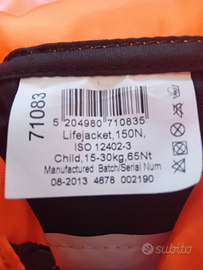 71083
5 204980 710835
Lifejacket, 150N,
ISO 12402-3
Child, 15-30kg, 65Nt
Manufactured Batch/Serial Num
08-2013 4676 002190
subito